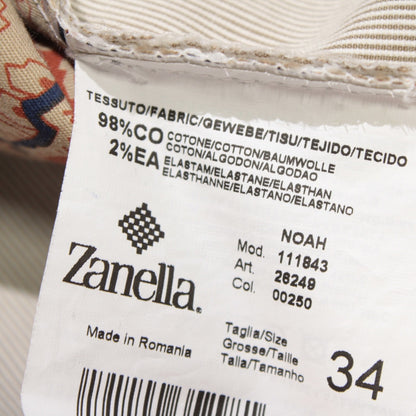 TESSUTO/FABRIC/GEWEBE/TISU/TEJIDO/TECIDO
98%CO COTONE/COTTON/BAUMWOLLE
COTON/ALGODON/ALGODAO
2%EA ELASTAM/ELASTANE/ELASTHAN
ELASTHANNE/ELASTANO/ELASTANO
NOAH
Mod. 111843
Art. 26249
Col. 00250
Zanella.
Made in Romania
Taglia/Size
Grosse/Taille
Talla/Tamanho
34